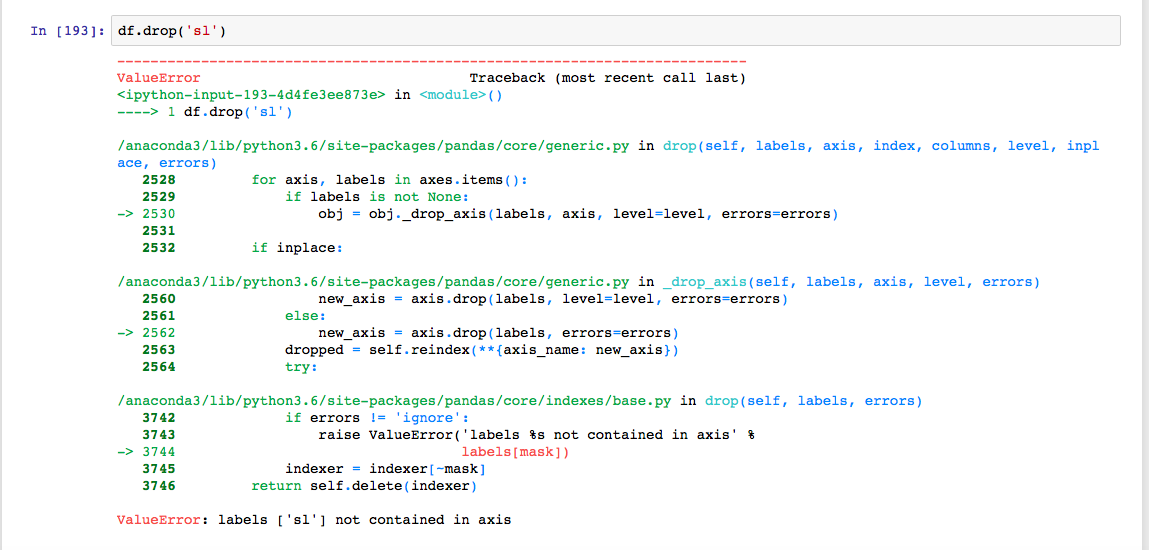 In [193]: df.drop('sl')
---------------------------------------------------------------------------
ValueError                                Traceback (most recent call last)
<ipython-input-193-4d4fe3ee873e> in <module>()
----> 1 df.drop('sl')
/anaconda3/lib/python3.6/site-packages/pandas/core/generic.py in drop(self, labels, axis, index, columns, level, inpl
ace, errors)
   2528         for axis, labels in axes.items():
   2529             if labels is not None:
-> 2530                 obj = obj._drop_axis(labels, axis, level=level, errors=errors)
   2531
   2532         if inplace:
/anaconda3/lib/python3.6/site-packages/pandas/core/generic.py in _drop_axis(self, labels, axis, level, errors)
   2560                 new_axis = axis.drop(labels, level=level, errors=errors)
   2561             else:
-> 2562                 new_axis = axis.drop(labels, errors=errors)
   2563             dropped = self.reindex(**{axis_name: new_axis})
   2564             try:
/anaconda3/lib/python3.6/site-packages/pandas/core/indexes/base.py in drop(self, labels, errors)
   3742             if errors != 'ignore':
   3743                 raise ValueError('labels %s not contained in axis' %
-> 3744                                  labels[mask])
   3745             indexer = indexer[~mask]
   3746         return self.delete(indexer)
ValueError: labels ['sl'] not contained in axis